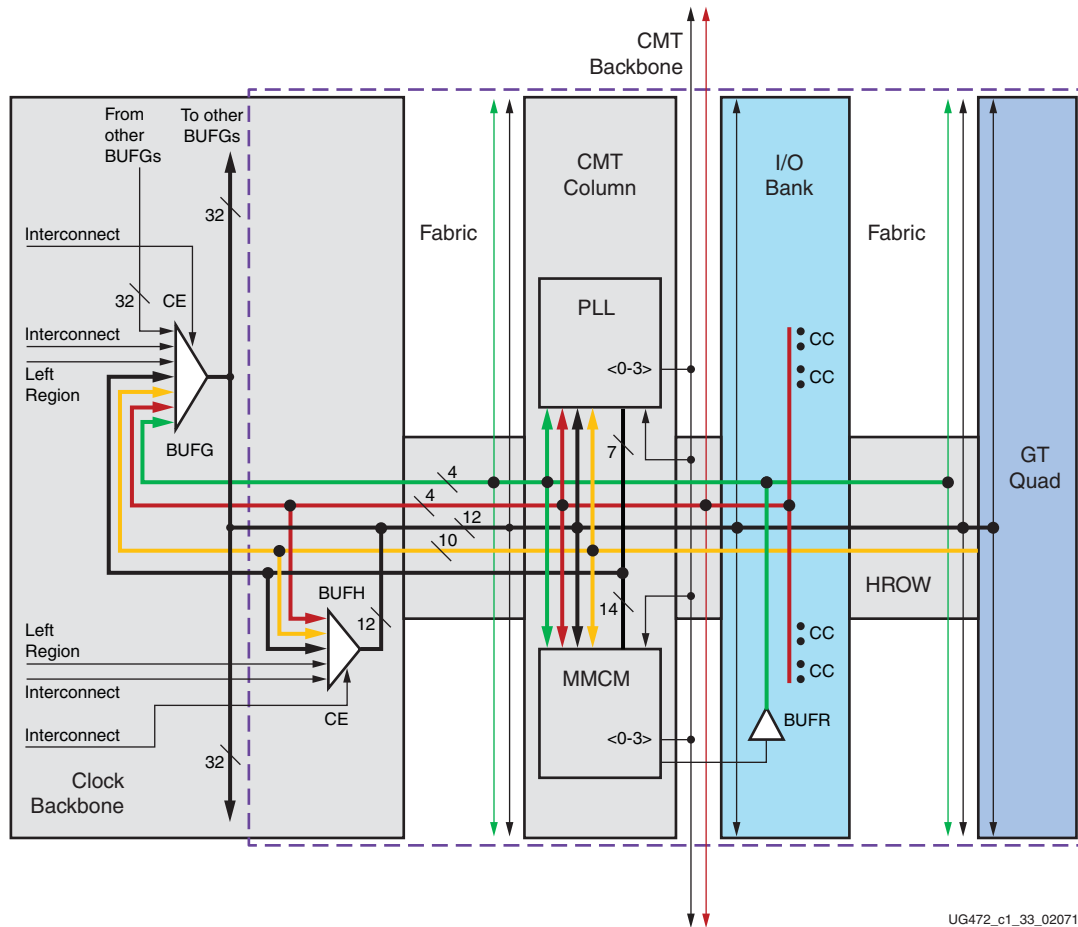 CMT
Backbone
From
other
BUFGs
To other
BUFGs
CMT
Column
I/O
Bank
32
Interconnect
Fabric
Fabric
32
CE
PLL
Interconnect
CC
<0-3>
CC
Left
Region
BUFG
7
GT
Quad
4
4
12
10
HROW
BUFH
12
14
Left
Region
CC
CC
MMCM
Interconnect
CE
BUFR
Interconnect
<0-3>
32
Clock
Backbone
UG472_c1_33_02071